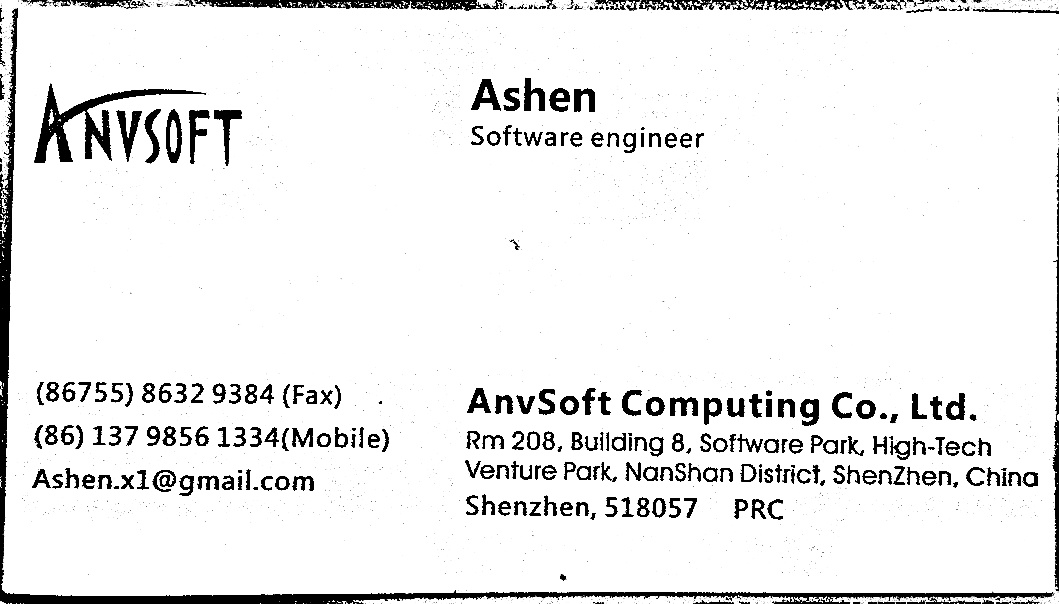 ANVSOFT
Ashen
Software engineer
(86755) 8632 9384 (Fax)
(86) 137 9856 1334(Mobile)
Ashen.x1@gmail.com
AnvSoft Computing Co., Ltd.
Rm 208, Building 8, Software Park, High-Tech
Venture Park, NanShan District, ShenZhen, China
Shenzhen, 518057 PRC